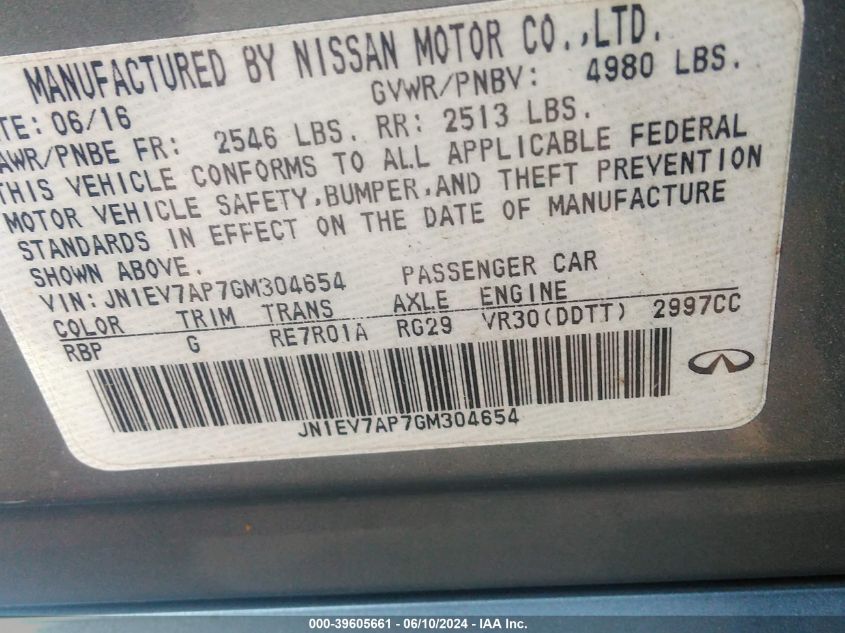 MANUFACTURED BY NISSAN MOTOR CO.,LTD.
GVWR/PNBV: 4980 LBS.
TE: 06/16
AWR/PNBE FR: 2546 LBS. RR: 2513 LBS.
THIS VEHICLE CONFORMS TO ALL APPLICABLE FEDERAL
MOTOR VEHICLE SAFETY,BUMPER,AND THEFT PREVENTION
STANDARDS IN EFFECT ON THE DATE OF MANUFACTURE
SHOWN ABOVE.
VIN: JN1EV7AP7GM304654 PASSENGER CAR
COLOR TRIM TRANS AXLE ENGINE
RBP G RE7R01A RG29 VR30(DDTT) 2997CC
JN1EV7AP7GM304654
000-39605661 - 06/10/2024 - IAA Inc.